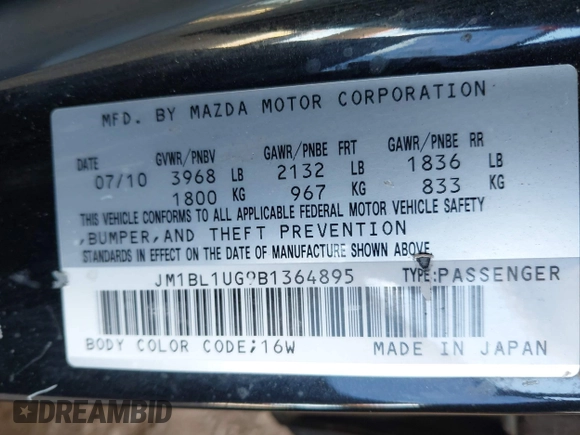 MFD. BY MAZDA MOTOR CORPORATION
DATE GVWR/PNBV GAWR/PNBE FRT GAWR/PNBE RR
07/10 3968 LB 2132 LB 1836 LB
1800 KG 967 KG 833 KG
THIS VEHICLE CONFORMS TO ALL APPLICABLE FEDERAL MOTOR VEHICLE SAFETY
,BUMPER,AND THEFT PREVENTION
STANDARDS IN EFFECT ON THE DATE OF MANUFACTURE SHOWN ABOVE.
JM1BL1UG9B1364895 TYPE:PASSENGER
BODY COLOR CODE;16W MADE IN JAPAN
DREAMBID